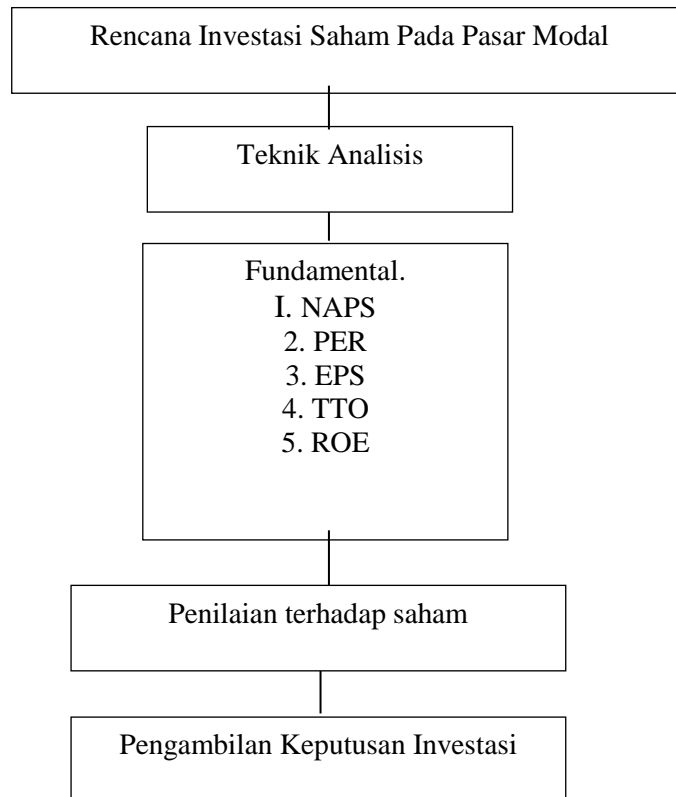 Rencana Investasi Saham Pada Pasar Modal
Teknik Analisis
Fundamental.
I. NAPS
2. PER
3. EPS
4. TTO
5. ROE
Penilaian terhadap saham
Pengambilan Keputusan Investasi